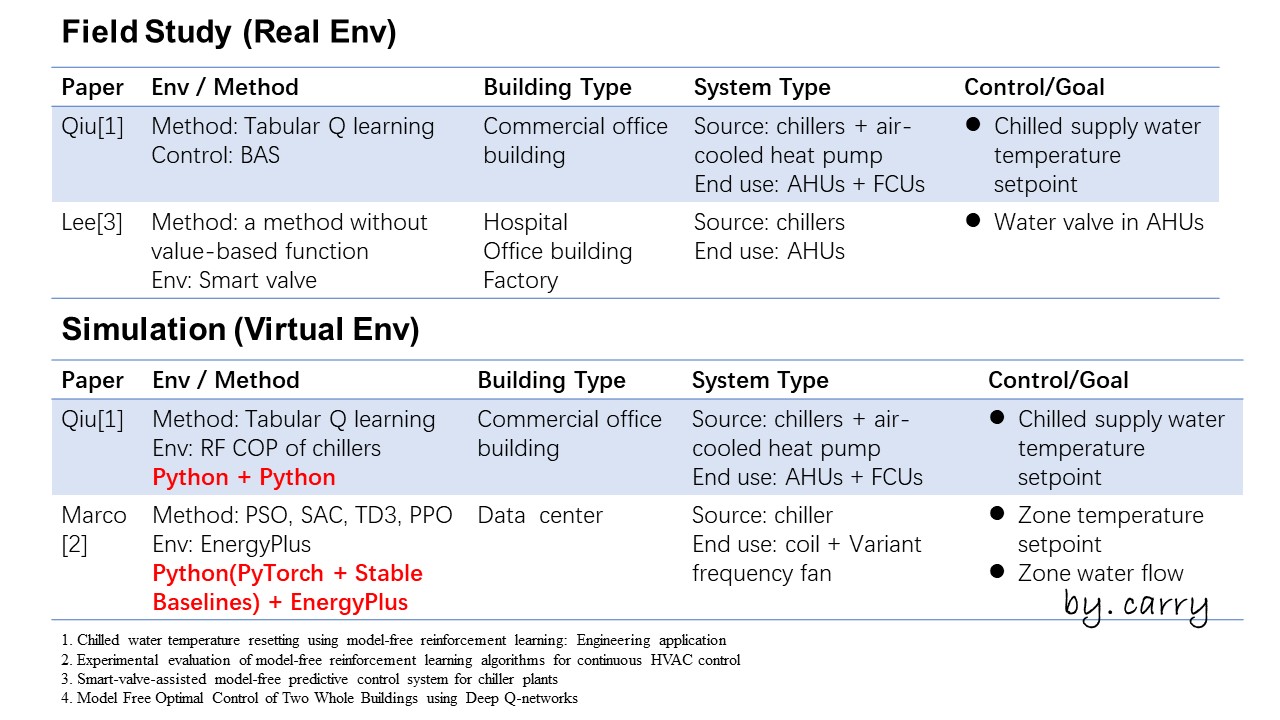 Field Study (Real Env)
Paper Env / Method Building Type System Type Control/Goal
Qiu[1] Method: Tabular Q learning Commercial office Source: chillers + air- ● Chilled supply water
Control: BAS building cooled heat pump temperature
End use: AHUs + FCUs setpoint
Lee[3] Method: a method without Hospital Source: chillers ● Water valve in AHUs
value-based function Office building End use: AHUs
Env: Smart valve Factory
Simulation (Virtual Env)
Paper Env / Method Building Type System Type Control/Goal
Qiu[1] Method: Tabular Q learning Commercial office Source: chillers + air- ● Chilled supply water
Env: RF COP of chillers building cooled heat pump temperature
Python + Python End use: AHUs + FCUs setpoint
Marco Method: PSO, SAC, TD3, PPO Data center Source: chiller ● Zone temperature
[2] Env: EnergyPlus End use: coil + Variant setpoint
Python(PyTorch + Stable frequency fan ● Zone water flow
Baselines) + EnergyPlus by. carry
1. Chilled water temperature resetting using model-free reinforcement learning: Engineering application
2. Experimental evaluation of model-free reinforcement learning algorithms for continuous HVAC control
3. Smart-valve-assisted model-free predictive control system for chiller plants
4. Model Free Optimal Control of Two Whole Buildings using Deep Q-networks